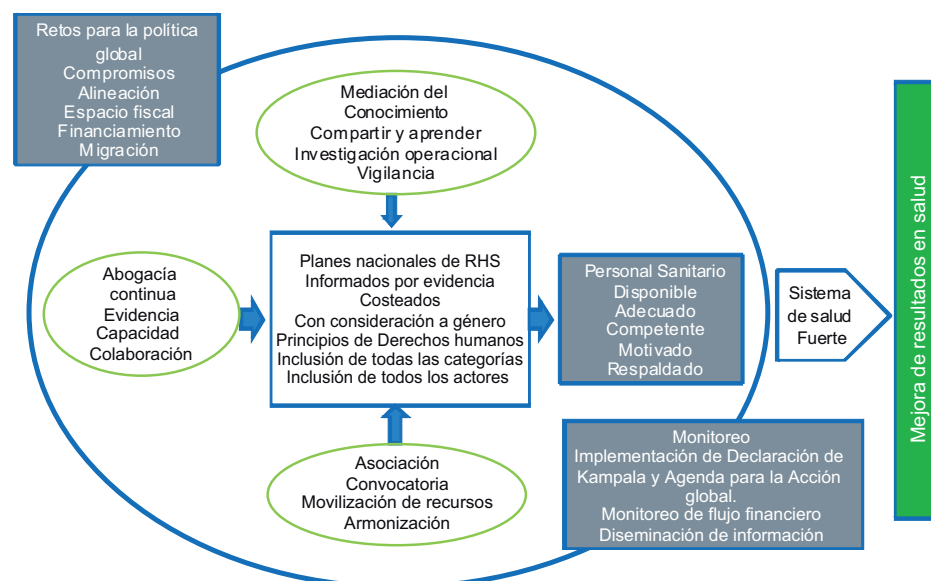 Retos para la política
global
Compromisos
Alineación
Espacio fiscal
Financiamiento
Migración
Mediación del
Conocimiento
Compartir y aprender
Investigación operacional
Vigilancia
Abogacía
continua
Evidencia
Capacidad
Colaboración
Planes nacionales de RHS
Informados por evidencia
Costeados
Con consideración a género
Principios de Derechos humanos
Inclusión de todas las categorías
Inclusión de todos los actores
Personal Sanitario
Disponible
Adecuado
Competente
Motivado
Respaldado
Sistema
de salud
Fuerte
Mejora de resultados en salud
Asociación
Convocatoria
Movilización de recursos
Armonización
Monitoreo
Implementación de Declaración de
Kampala y Agenda para la Acción
global.
Monitoreo de flujo financiero
Diseminación de información